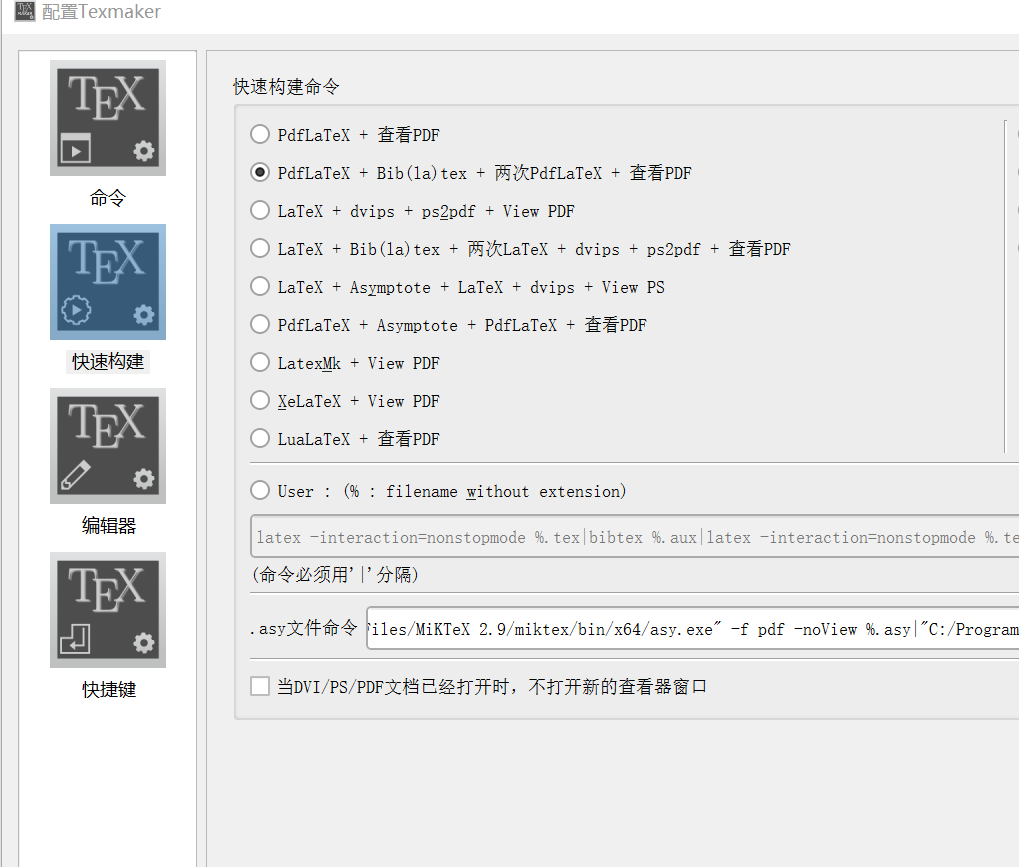 配置Texmaker
命令
快速构建
编辑器
快捷键
快速构建命令
PdfLaTeX + 查看PDF
PdfLaTeX + Bib(la)tex + 两次PdfLaTeX + 查看PDF
LaTeX + dvips + ps2pdf + View PDF
LaTeX + Bib(la)tex + 两次LaTeX + dvips + ps2pdf + 查看PDF
LaTeX + Asymptote + LaTeX + dvips + View PS
PdfLaTeX + Asymptote + PdfLaTeX + 查看PDF
LatexMk + View PDF
XeLaTeX + View PDF
LuaLaTeX + 查看PDF
User : (% : filename without extension)
latex -interaction=nonstopmode %.tex|bibtex %.aux|latex -interaction=nonstopmode %.te
(命令必须用'|'分隔)
.asy文件命令 iles/MiKTeX 2.9/miktex/bin/x64/asy.exe" -f pdf -noView %.asy|"C:/Program
当DVI/PS/PDF文档已经打开时，不打开新的查看器窗口